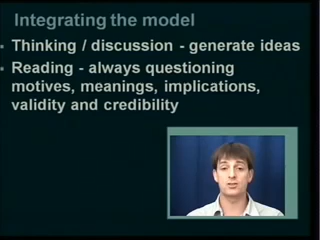 Integrating the model
Thinking / discussion - generate ideas
Reading - always questioning
motives, meanings, implications,
validity and credibility